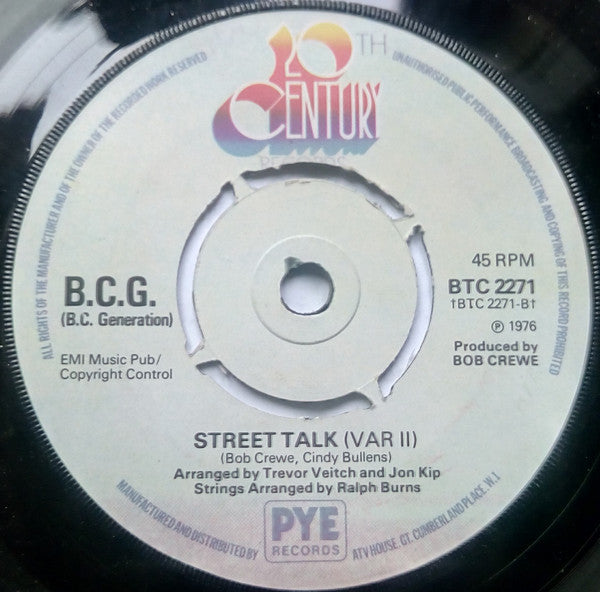 20TH
CENTURY
RECORDS
ALL RIGHTS OF THE MANUFACTURER AND OF THE OWNER OF THE RECORDED WORK RESERVED
UNAUTHORISED PUBLIC PERFORMANCE BROADCASTING AND COPYING OF THIS RECORD PROHIBITED
B.C.G.
(B.C. Generation)
EMI Music Pub/
Copyright Control
45 RPM
BTC 2271
†BTC 2271-B†
℗ 1976
Produced by
BOB CREWE
STREET TALK (VAR II)
(Bob Crewe, Cindy Bullens)
Arranged by Trevor Veitch and Jon Kip
Strings Arranged by Ralph Burns
MANUFACTURED AND DISTRIBUTED BY
PYE
RECORDS
ATV HOUSE, GT. CUMBERLAND PLACE, W.1